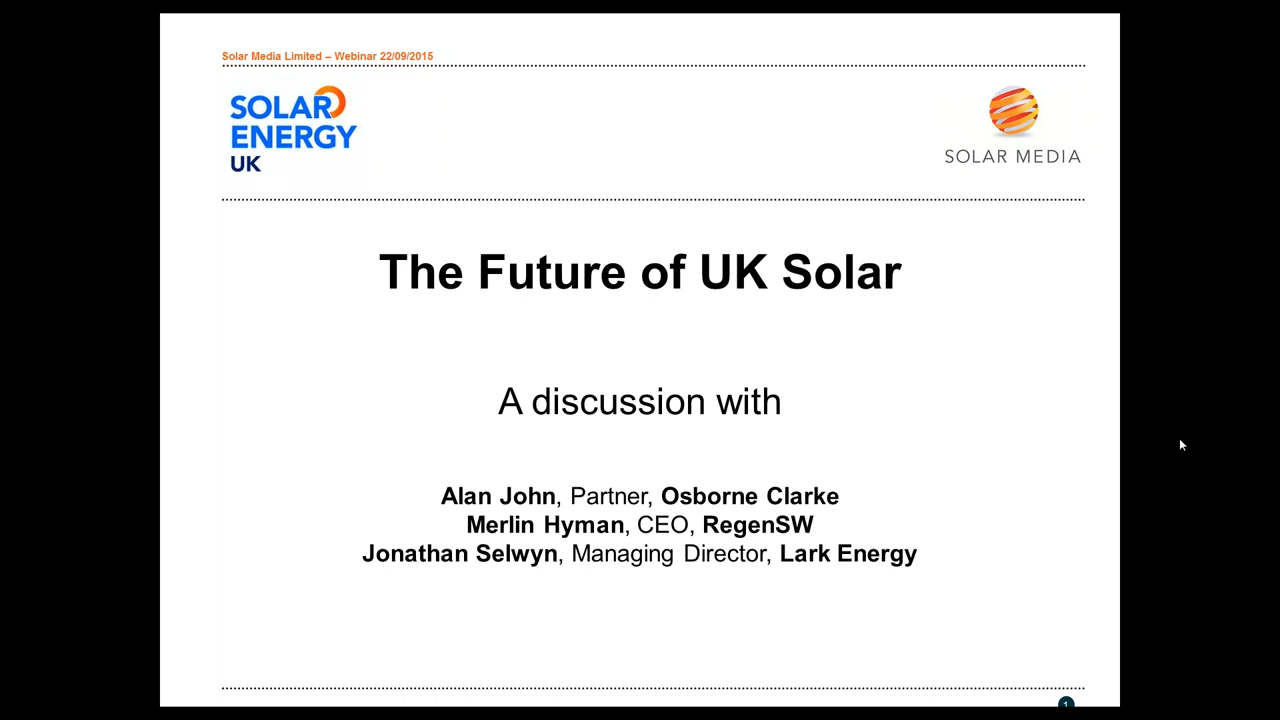 Solar Media Limited – Webinar 22/09/2015
SOLAR
ENERGY
UK
SOLAR MEDIA
The Future of UK Solar
A discussion with
Alan John, Partner, Osborne Clarke
Merlin Hyman, CEO, RegenSW
Jonathan Selwyn, Managing Director, Lark Energy
1